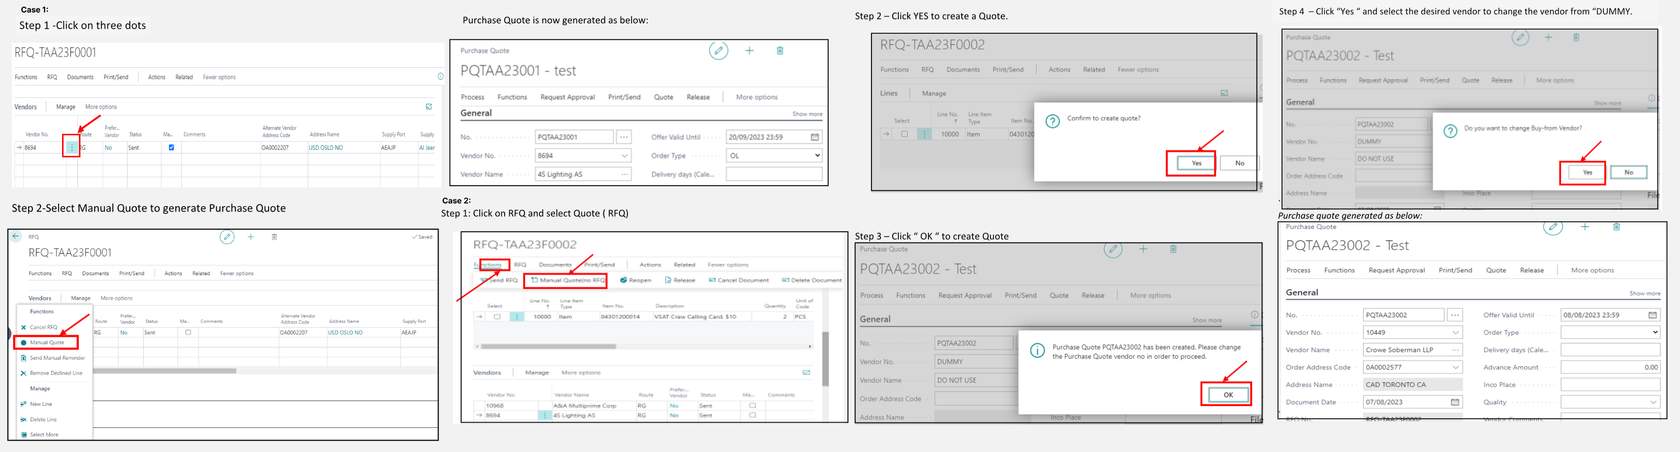 Case 1:
Step 1 -Click on three dots
RFQ-TAA23F0001
Functions RFQ Documents Print/Send Actions Related Fewer options
Vendors Manage More options
Vendor No. Prefer... Vendor Status Ma... Comments Alternate Vendor Address Code Address Name Supply Port Supply
8694 RG No Sent OA0002207 USD OSLO NO AEAJP
Step 2-Select Manual Quote to generate Purchase Quote
RFQ Saved
RFQ-TAA23F0001
Functions RFQ Documents Print/Send Actions Related Fewer options
Vendors Manage More options
Functions
Cancel RFQ
Manual Quote
Send Manual Reminder
Remove Declined Line
Manage
New Line
Delete Line
Select More
Route Prefer... Vendor Status Ma... Comments Alternate Vendor Address Code Address Name Supply Port
RG No Sent OA0002207 USD OSLO NO AEAJP
Purchase Quote is now generated as below:
Purchase Quote
PQTAA23001 - test
Process Functions Request Approval Print/Send Quote Release More options
General Show more
No. PQTAA23001 Offer Valid Until 20/09/2023 23:59
Vendor No. 8694 Order Type OL
Vendor Name 4S Lighting AS Delivery days (Cale...
Case 2:
Step 1: Click on RFQ and select Quote ( RFQ)
RFQ-TAA23F0002
Functions RFQ Documents Print/Send Actions Related Fewer options
Send RFQ Manual Quote(no RFQ) Reopen Release Cancel Document Delete Document
Select Line No. Line Item Type Item No. Description Quantity Unit of Code
10000 Item 04301200014 VSAT Crew Calling Card, $10 2 PCS
Vendors Manage More options
Vendor No. Vendor Name Route Prefer... Vendor Status Ma... Comments
10968 A&A Multiprime Corp RG No Sent
8694 4S Lighting AS RG No Sent
Step 2 – Click YES to create a Quote.
RFQ-TAA23F0002
Functions RFQ Documents Print/Send Actions Related Fewer options
Lines Manage
Select Line No. Line Item Type Item No.
10000 Item 0430120
Confirm to create quote?
Yes No
Step 3 – Click “ OK ” to create Quote
Purchase Quote
PQTAA23002 - Test
Process Functions Request Approval Print/Send Quote Release More options
General Show more
No. PQTAA23002
Vendor No. DUMMY
Vendor Name DO NOT USE
Order Address Code
Address Name Inco Place
Purchase Quote PQTAA23002 has been created. Please change
the Purchase Quote vendor no in order to proceed.
OK
File
Step 4 – Click “Yes ” and select the desired vendor to change the vendor from “DUMMY.
Purchase Quote
PQTAA23002 - Test
Process Functions Request Approval Print/Send Quote Release More options
General Show more
No. PQTAA23002
Vendor No. DUMMY
Vendor Name DO NOT USE
Order Address Code
Address Name Inco Place
Do you want to change Buy-from Vendor?
Yes No
Purchase quote generated as below:
Purchase Quote
PQTAA23002 - Test
Process Functions Request Approval Print/Send Quote Release More options
General Show more
No. PQTAA23002 Offer Valid Until 08/08/2023 23:59
Vendor No. 10449 Order Type
Vendor Name Crowe Soberman LLP Delivery days (Cale...
Order Address Code 0A0002577 Advance Amount 0.00
Address Name CAD TORONTO CA Inco Place
Document Date 07/08/2023 Quality